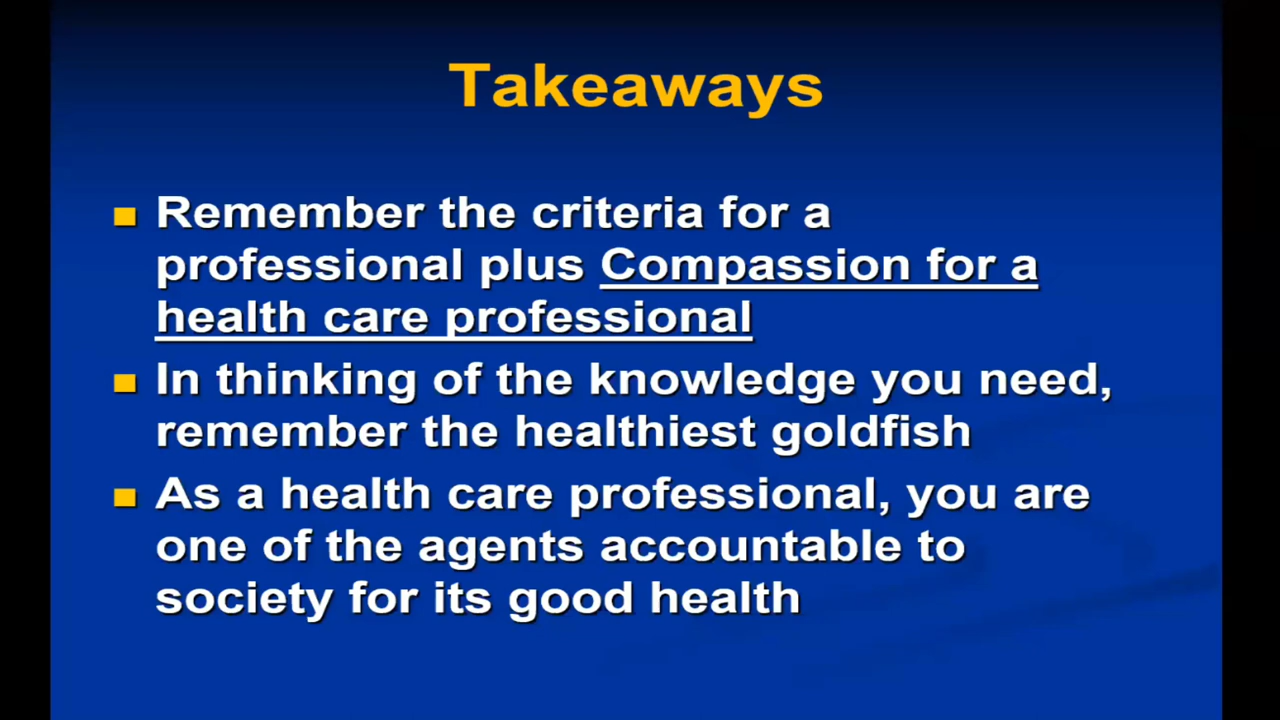 Takeaways
Remember the criteria for a
professional plus Compassion for a
health care professional
In thinking of the knowledge you need,
remember the healthiest goldfish
As a health care professional, you are
one of the agents accountable to
society for its good health